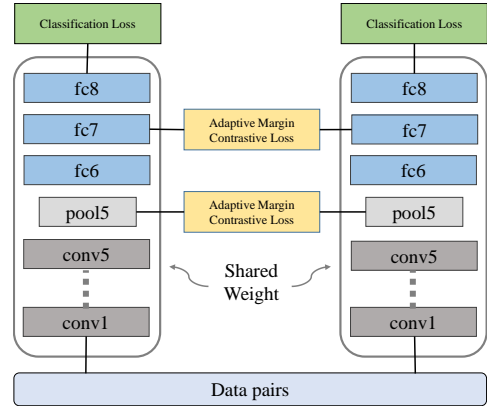 Classification Loss
Classification Loss
fc8
fc8
fc7
Adaptive Margin
Contrastive Loss
fc7
fc6
fc6
pool5
Adaptive Margin
Contrastive Loss
pool5
conv5
conv5
Shared
Weight
conv1
conv1
Data pairs